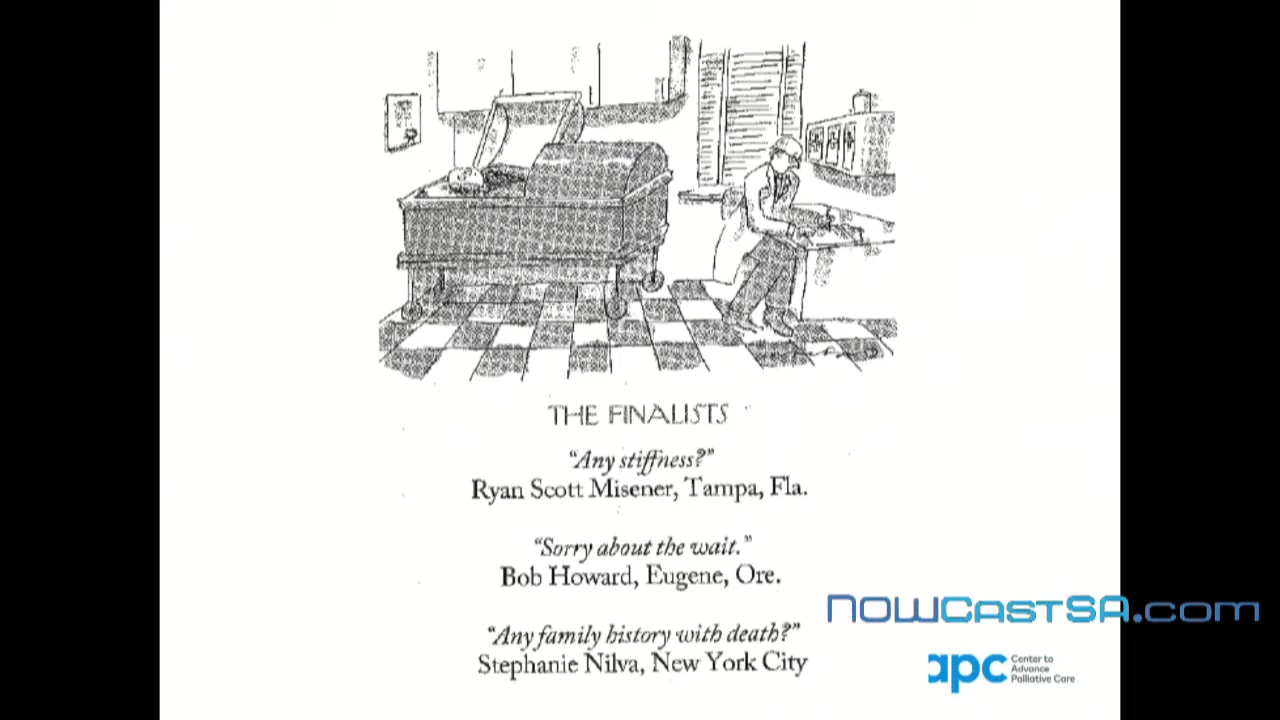 THE FINALISTS
"Any stiffness?"
Ryan Scott Misener, Tampa, Fla.
"Sorry about the wait."
Bob Howard, Eugene, Ore.
"Any family history with death?"
Stephanie Nilva, New York City
NOWCastSA.com
apc Center to
Advance
Palliative Care